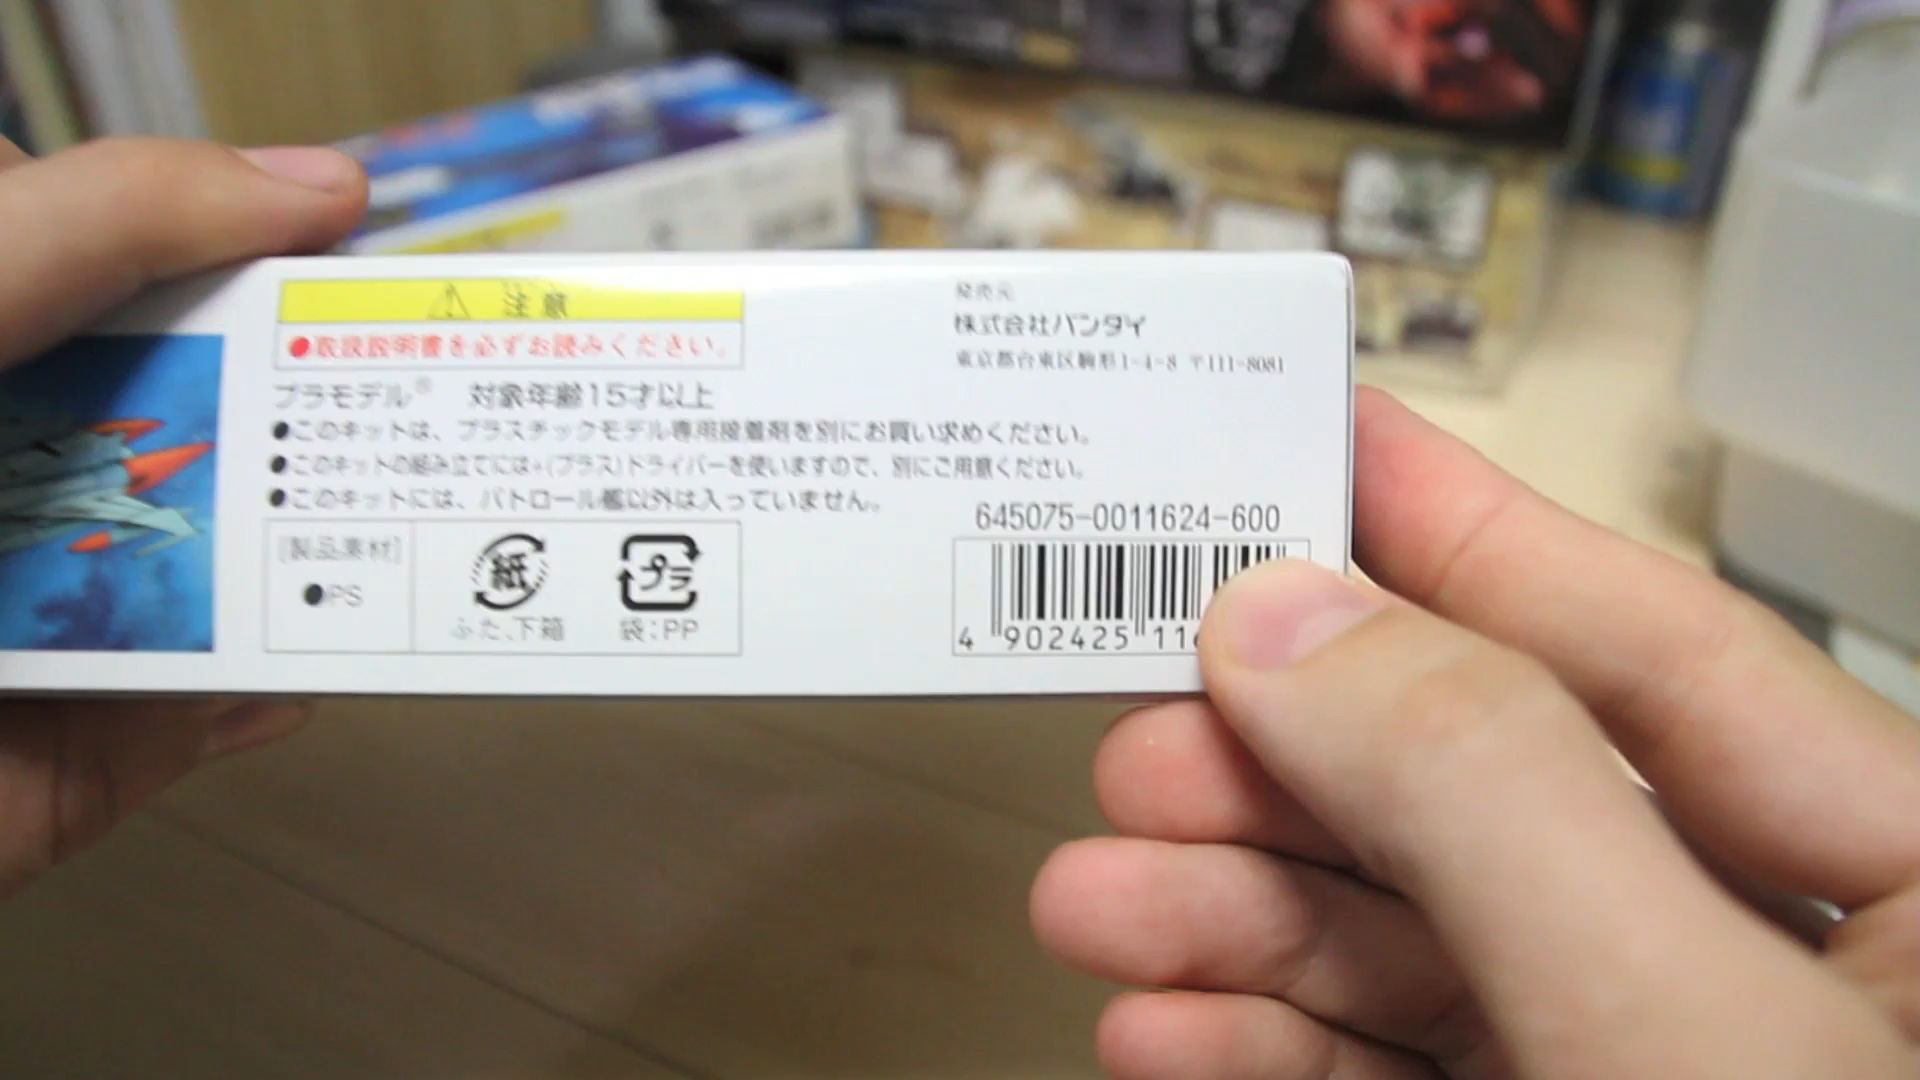 注意
●取扱説明書を必ずお読みください。
プラモデル® 対象年齢15才以上
●このキットは、プラスチックモデル専用接着剤を別にお買い求めください。
●このキットの組み立てには+(プラス)ドライバーを使いますので、別にご用意ください。
●このキットには、パトロール艦以外は入っていません。
[製品素材]
●PS
紙
ふた、下箱
プラ
袋:PP
発売元
株式会社バンダイ
東京都台東区駒形1-4-8 〒111-8081
645075-0011624-600
4 902425 11